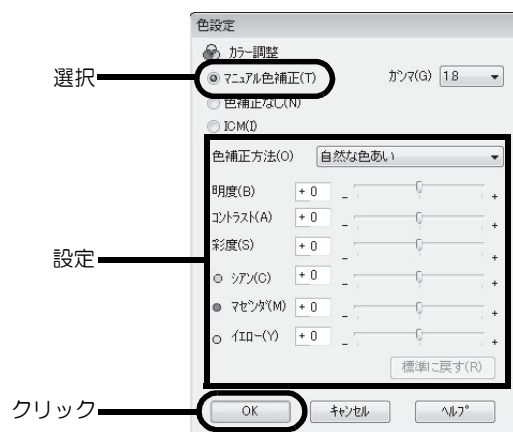 色設定
カラー調整
選択
マニュアル色補正(T)
ガンマ(G) 1.8
色補正なし(N)
ICM(I)
色補正方法(O) 自然な色あい
明度(B) + 0 - +
コントラスト(A) + 0 - +
彩度(S) + 0 - +
設定
シアン(C) + 0 - +
マゼンダ(M) + 0 - +
イエロー(Y) + 0 - +
標準に戻す(R)
クリック
OK キャンセル ヘルプ